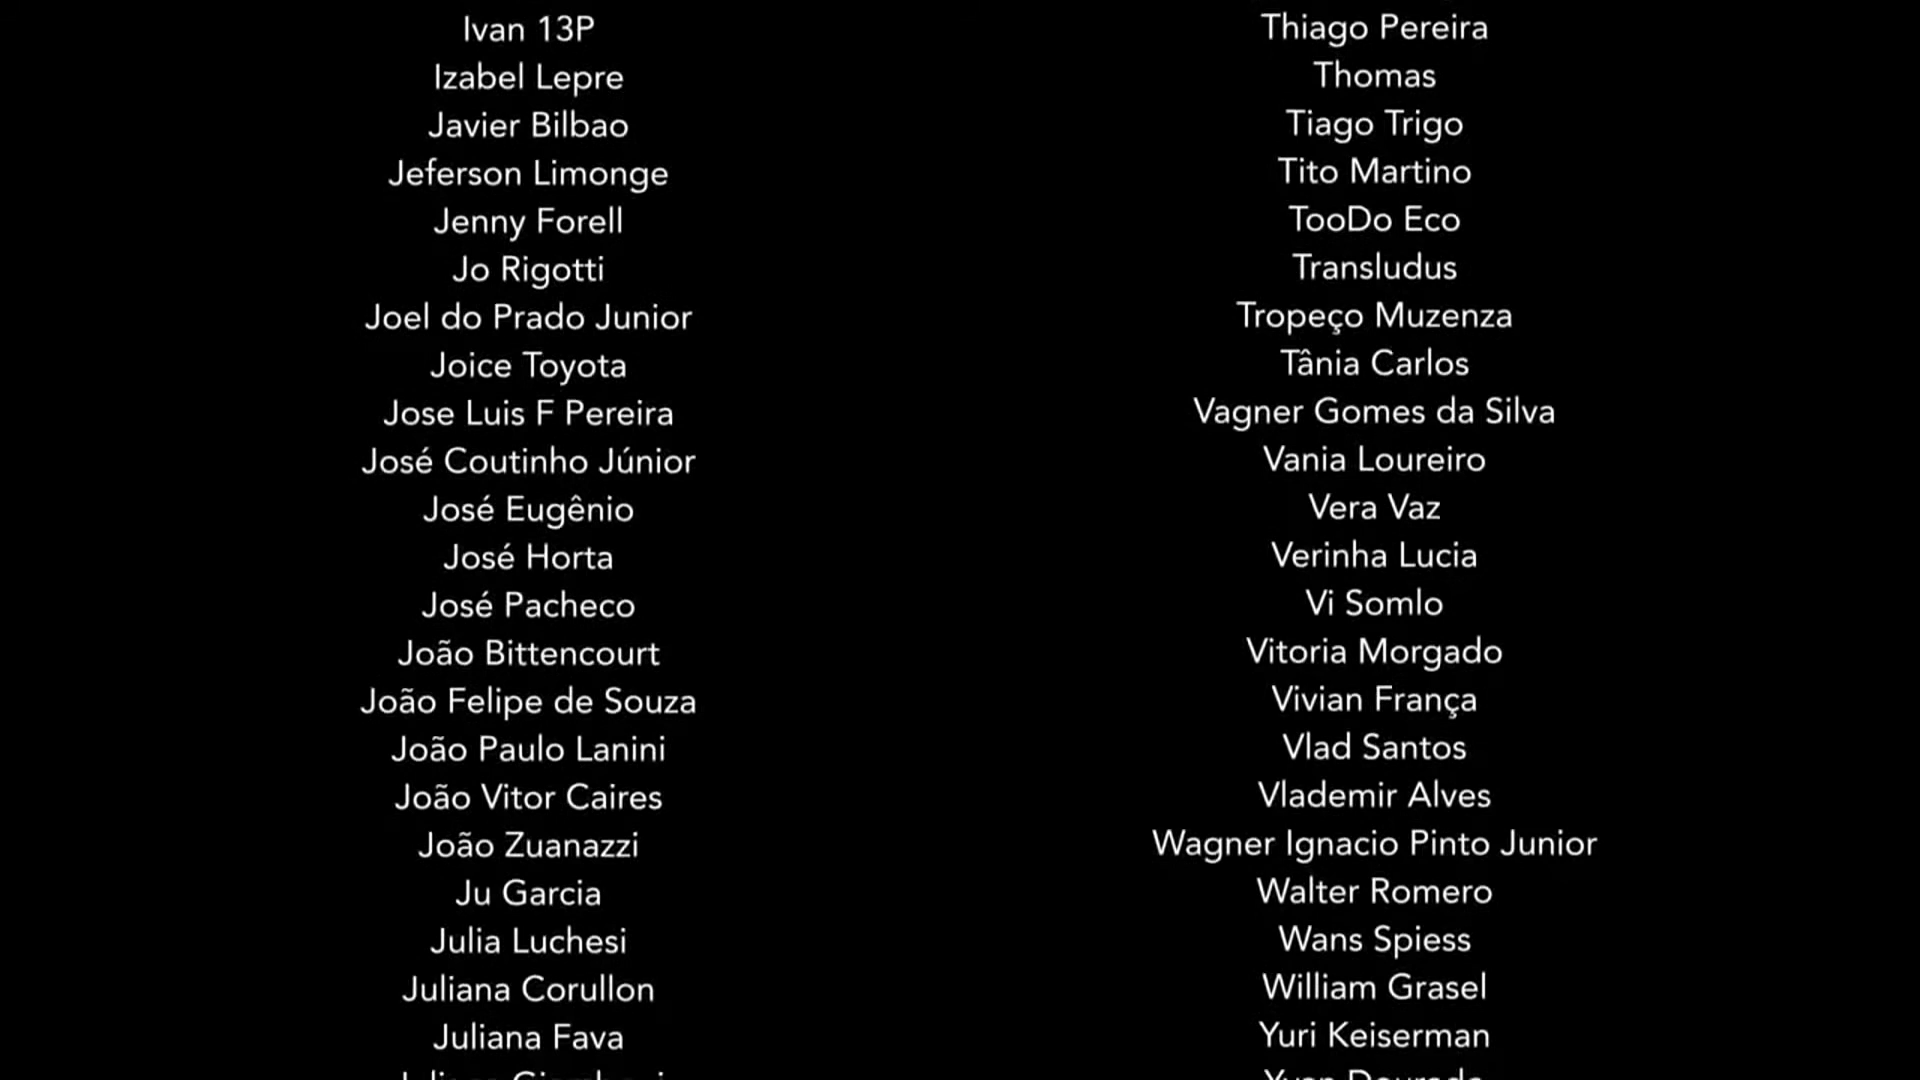 Ivan 13P
Izabel Lepre
Javier Bilbao
Jeferson Limonge
Jenny Forell
Jo Rigotti
Joel do Prado Junior
Joice Toyota
Jose Luis F Pereira
José Coutinho Júnior
José Eugênio
José Horta
José Pacheco
João Bittencourt
João Felipe de Souza
João Paulo Lanini
João Vitor Caires
João Zuanazzi
Ju Garcia
Julia Luchesi
Juliana Corullon
Juliana Fava
Thiago Pereira
Thomas
Tiago Trigo
Tito Martino
TooDo Eco
Transludus
Tropeço Muzenza
Tânia Carlos
Vagner Gomes da Silva
Vania Loureiro
Vera Vaz
Verinha Lucia
Vi Somlo
Vitoria Morgado
Vivian França
Vlad Santos
Vlademir Alves
Wagner Ignacio Pinto Junior
Walter Romero
Wans Spiess
William Grasel
Yuri Keiserman